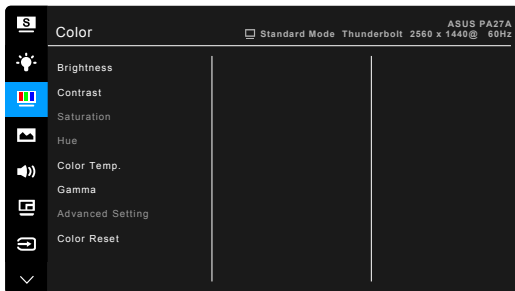 S
ASUS PA27A
Color
Standard Mode Thunderbolt 2560 x 1440@ 60Hz
Brightness
Contrast
Saturation
Hue
Color Temp.
Gamma
Advanced Setting
Color Reset